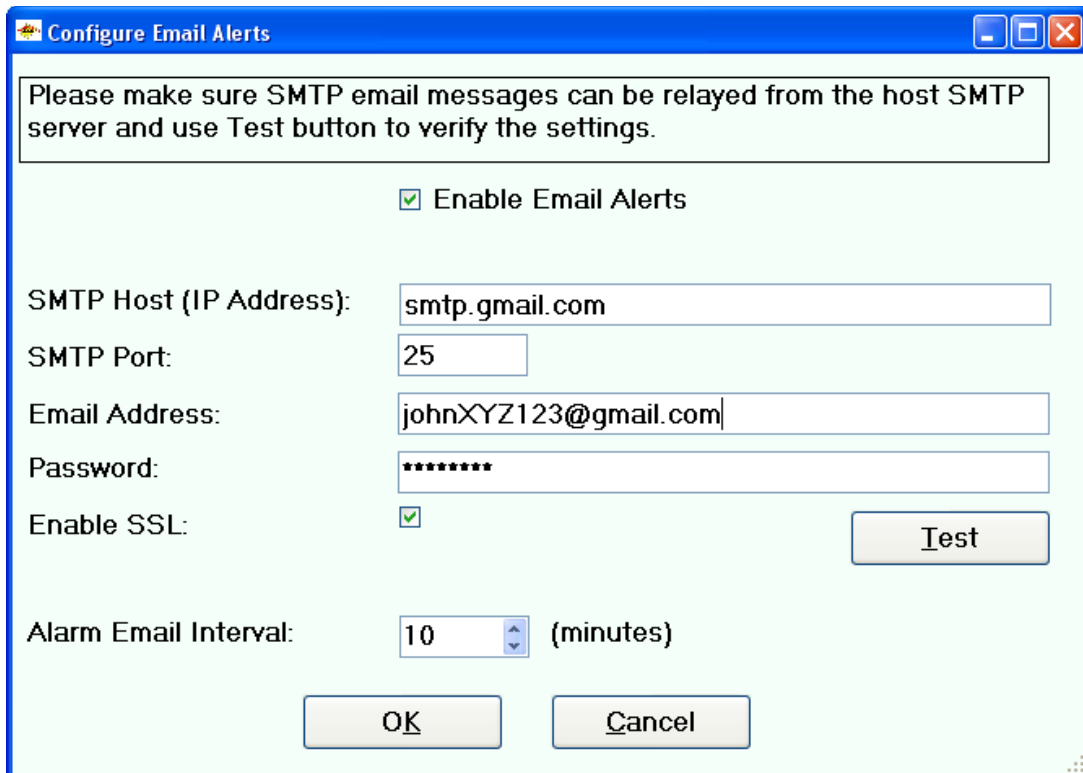 Configure Email Alerts
Please make sure SMTP email messages can be relayed from the host SMTP
server and use Test button to verify the settings.
Enable Email Alerts
SMTP Host (IP Address): smtp.gmail.com
SMTP Port: 25
Email Address: johnXYZ123@gmail.com
Password: ********
Enable SSL:
Test
Alarm Email Interval: 10 (minutes)
OK Cancel